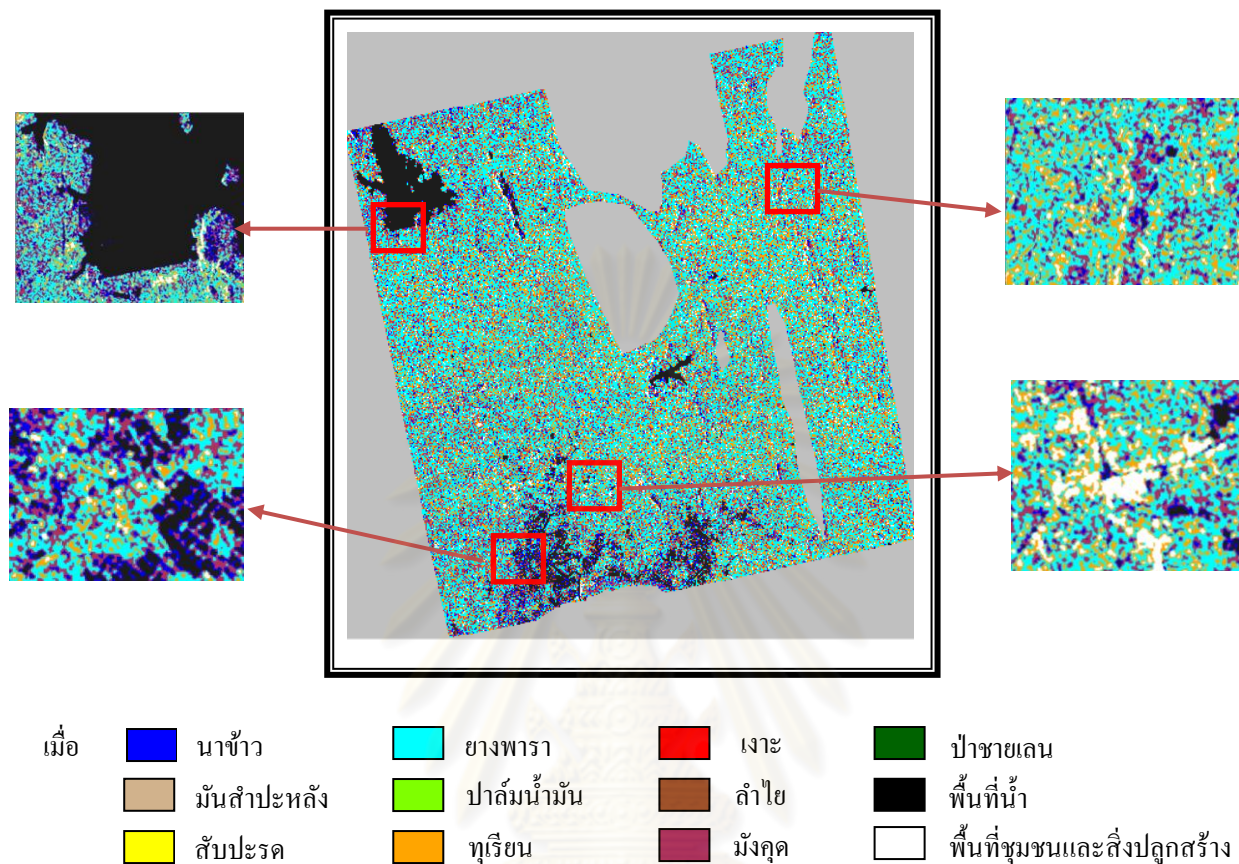 เมื่อ นาข้าว ยางพารา เงาะ ป่าชายเลน
มันสำปะหลัง ปาล์มน้ำมัน ลำไย พื้นที่น้ำ
สับปะรด ทุเรียน มังคุด พื้นที่ชุมชนและสิ่งปลูกสร้าง